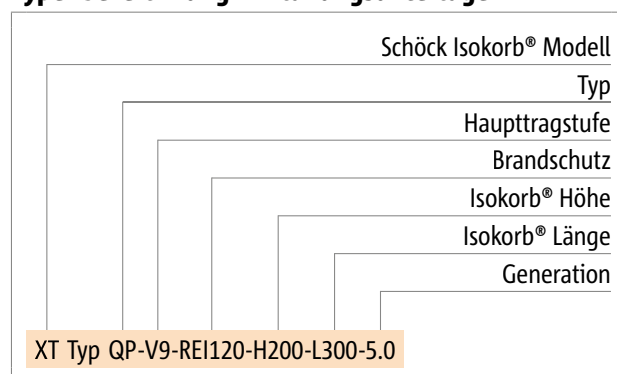 Schöck Isokorb® Modell
Typ
Haupttragstufe
Brandschutz
Isokorb® Höhe
Isokorb® Länge
Generation
XT Typ QP-V9-REI120-H200-L300-5.0